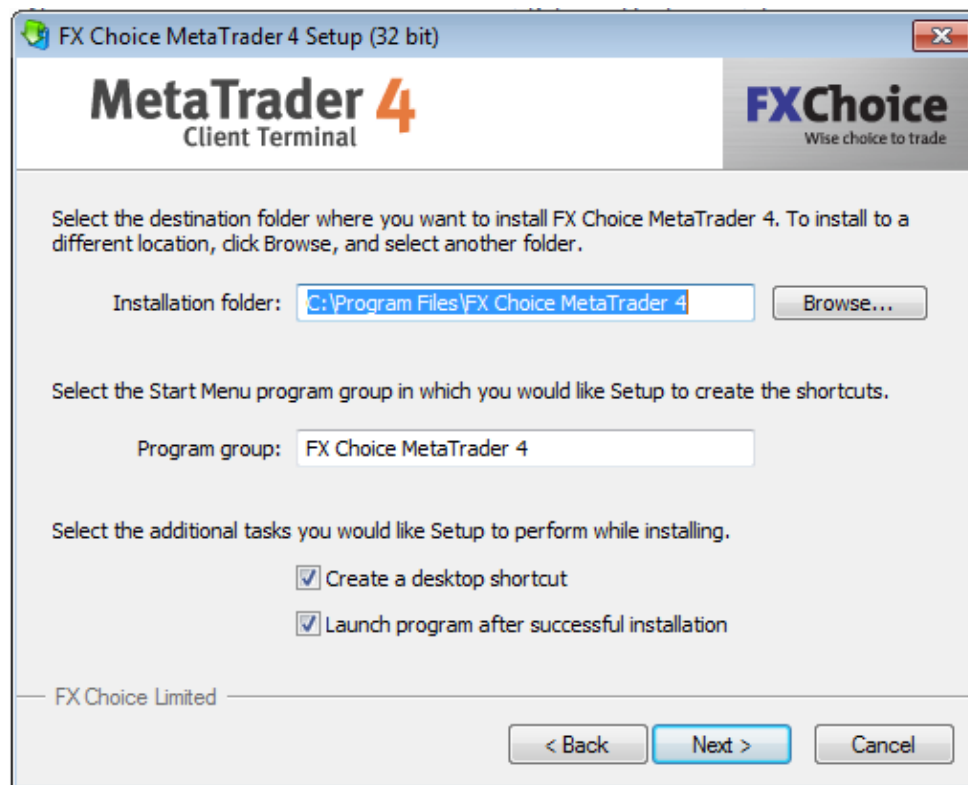 FX Choice MetaTrader 4 Setup (32 bit)
MetaTrader 4
Client Terminal
FXChoice
Wise choice to trade
Select the destination folder where you want to install FX Choice MetaTrader 4. To install to a
different location, click Browse, and select another folder.
Installation folder: C:\Program Files\FX Choice MetaTrader 4 Browse...
Select the Start Menu program group in which you would like Setup to create the shortcuts.
Program group: FX Choice MetaTrader 4
Select the additional tasks you would like Setup to perform while installing.
Create a desktop shortcut
Launch program after successful installation
FX Choice Limited
< Back Next > Cancel